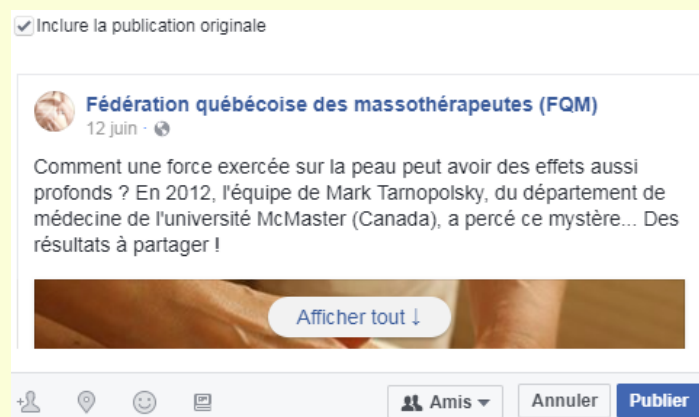 Inclure la publication originale
Fédération québécoise des massothérapeutes (FQM)
12 juin ·
Comment une force exercée sur la peau peut avoir des effets aussi
profonds ? En 2012, l'équipe de Mark Tarnopolsky, du département de
médecine de l'université McMaster (Canada), a percé ce mystère... Des
résultats à partager !
Afficher tout ↓
Amis Annuler Publier